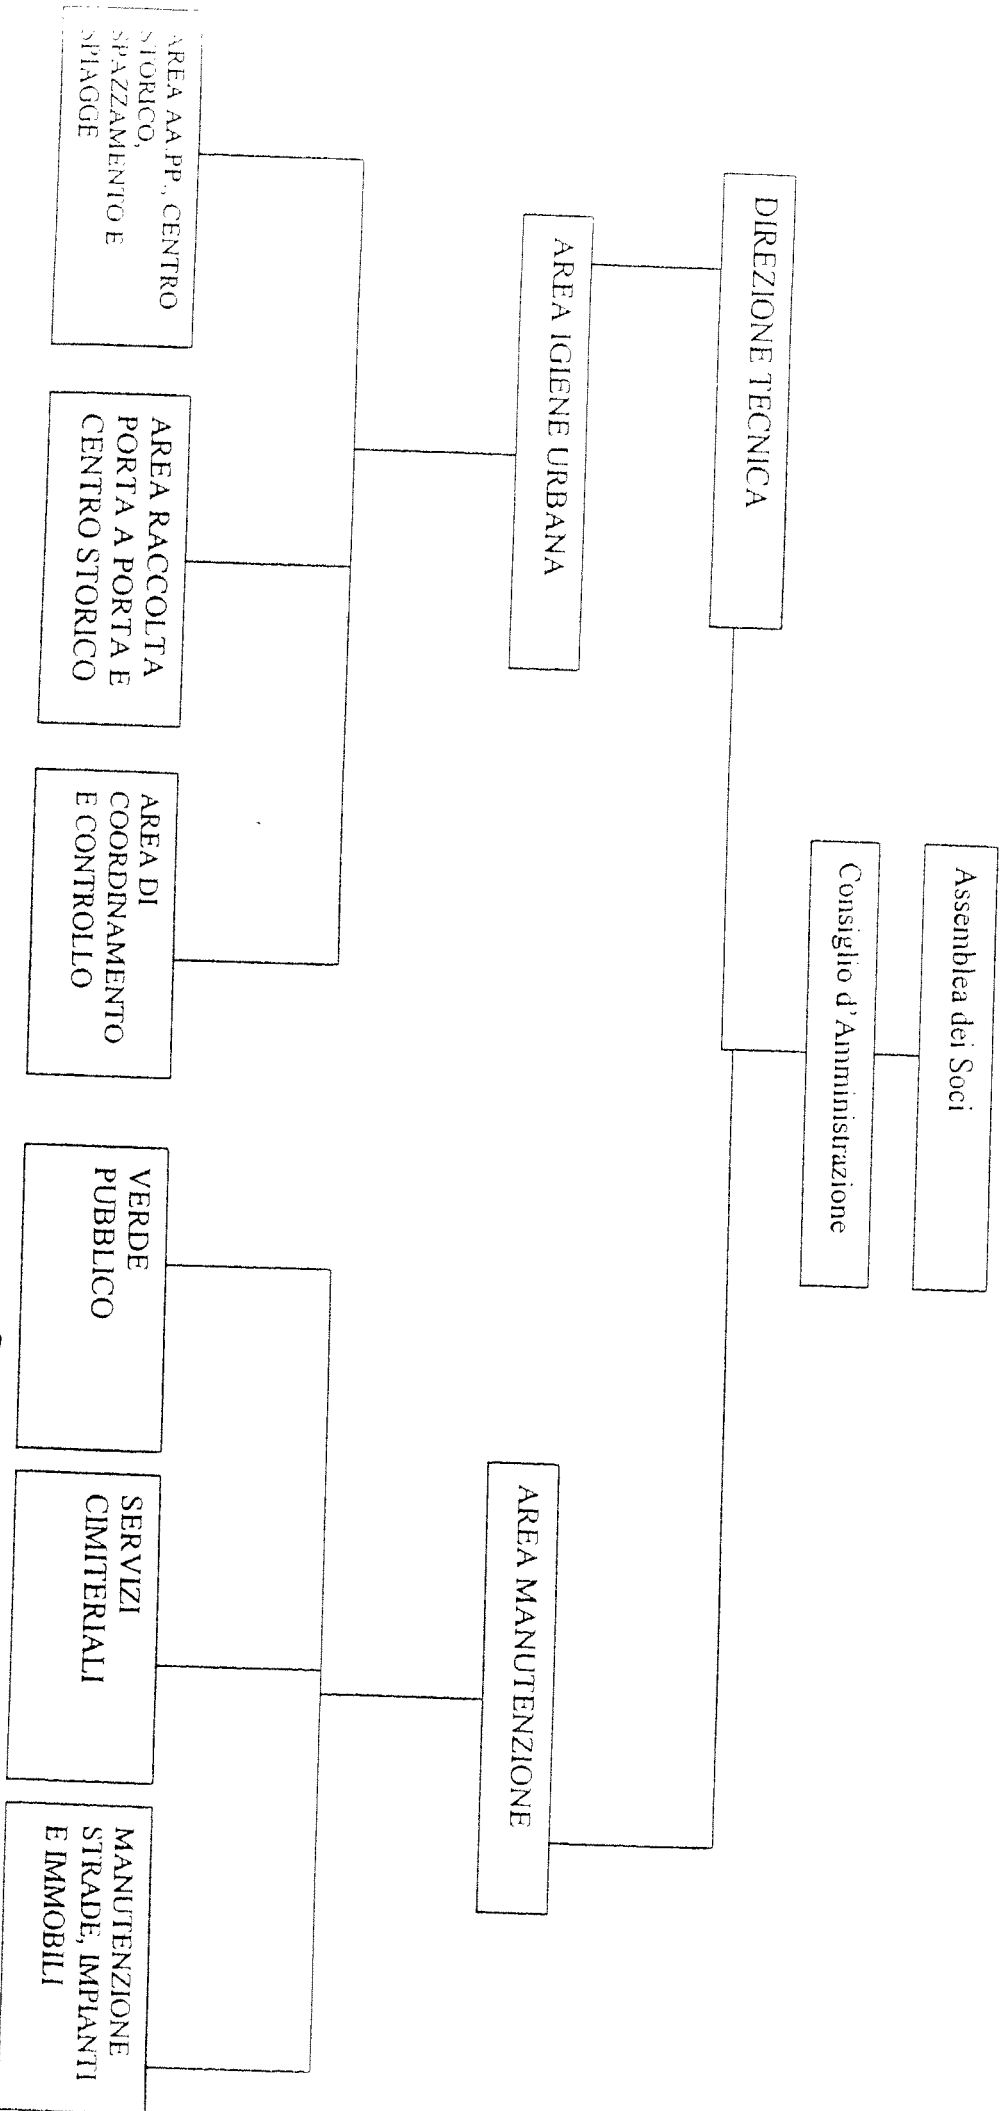 Assemblea dei Soci
Consiglio d'Amministrazione
DIREZIONE TECNICA
AREA IGIENE URBANA
AREA MANUTENZIONE
AREA AA.PP., CENTRO
STORICO,
SPAZZAMENTO E
SPIAGGE
AREA RACCOLTA
PORTA A PORTA E
CENTRO STORICO
AREA DI
COORDINAMENTO
E CONTROLLO
VERDE
PUBBLICO
SERVIZI
CIMITERIALI
MANUTENZIONE
STRADE, IMPIANTI
E IMMOBILI